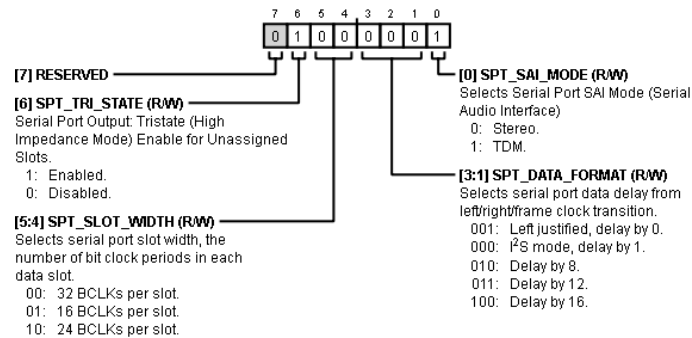 7 6 5 4 3 2 1 0
0 1 0 0 0 0 0 1
[7] RESERVED
[6] SPT_TRI_STATE (R/W)
Serial Port Output: Tristate (High
Impedance Mode) Enable for Unassigned
Slots.
1: Enabled.
0: Disabled.
[5:4] SPT_SLOT_WIDTH (R/W)
Selects serial port slot width, the
number of bit clock periods in each
data slot.
00: 32 BCLKs per slot.
01: 16 BCLKs per slot.
10: 24 BCLKs per slot.
[0] SPT_SAI_MODE (R/W)
Selects Serial Port SAI Mode (Serial
Audio Interface)
0: Stereo.
1: TDM.
[3:1] SPT_DATA_FORMAT (R/W)
Selects serial port data delay from
left/right/frame clock transition.
001: Left justified, delay by 0.
000: I²S mode, delay by 1.
010: Delay by 8.
011: Delay by 12.
100: Delay by 16.